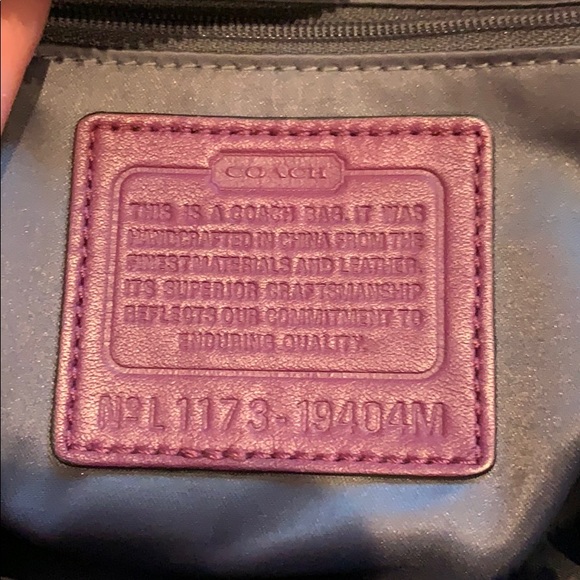 COACH
THIS IS A COACH BAG. IT WAS
HANDCRAFTED IN CHINA FROM THE
FINEST MATERIALS AND LEATHER.
ITS SUPERIOR CRAFTSMANSHIP
REFLECTS OUR COMMITMENT TO
ENDURING QUALITY.
Nº L1173-19404M